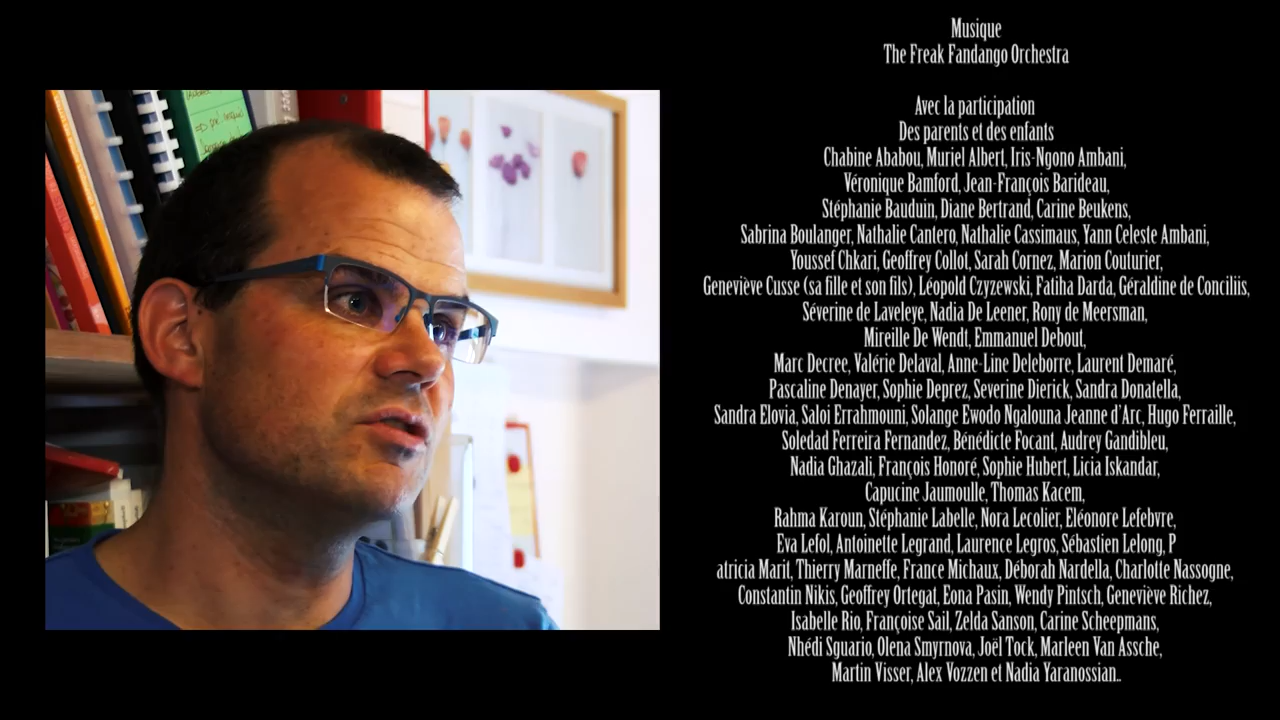 Musique
The Freak Fandango Orchestra
Avec la participation
Des parents et des enfants
Chabine Ababou, Muriel Albert, Iris-Ngono Ambani,
Véronique Bamford, Jean-François Barideau,
Stéphanie Bauduin, Diane Bertrand, Carine Beukens,
Sabrina Boulanger, Nathalie Cantero, Nathalie Cassimaus, Yann Celeste Ambani,
Youssef Chkari, Geoffrey Collot, Sarah Cornez, Marion Couturier,
Geneviève Cusse (sa fille et son fils), Léopold Czyzewski, Fatiha Darda, Géraldine de Conciliis,
Séverine de Laveleye, Nadia De Leener, Rony de Meersman,
Mireille De Wendt, Emmanuel Debout,
Marc Decree, Valérie Delaval, Anne-Line Deleborre, Laurent Demaré,
Pascaline Denayer, Sophie Deprez, Severine Dierick, Sandra Donatella,
Sandra Elovia, Saloi Errahmouni, Solange Ewodo Ngalouna Jeanne d'Arc, Hugo Ferraille,
Soledad Ferreira Fernandez, Bénédicte Focant, Audrey Gandibleu,
Nadia Ghazali, François Honoré, Sophie Hubert, Licia Iskandar,
Capucine Jaumoulle, Thomas Kacem,
Rahma Karoun, Stéphanie Labelle, Nora Lecolier, Eléonore Lefebvre,
Eva Lefol, Antoinette Legrand, Laurence Legros, Sébastien Lelong, P
atricia Marit, Thierry Marneffe, France Michaux, Déborah Nardella, Charlotte Nassogne,
Constantin Nikis, Geoffrey Ortegat, Eona Pasin, Wendy Pintsch, Geneviève Richez,
Isabelle Rio, Françoise Sail, Zelda Sanson, Carine Scheepmans,
Nhédi Sguario, Olena Smyrnova, Joël Tock, Marleen Van Assche,
Martin Visser, Alex Vozzen et Nadia Yaranossian..